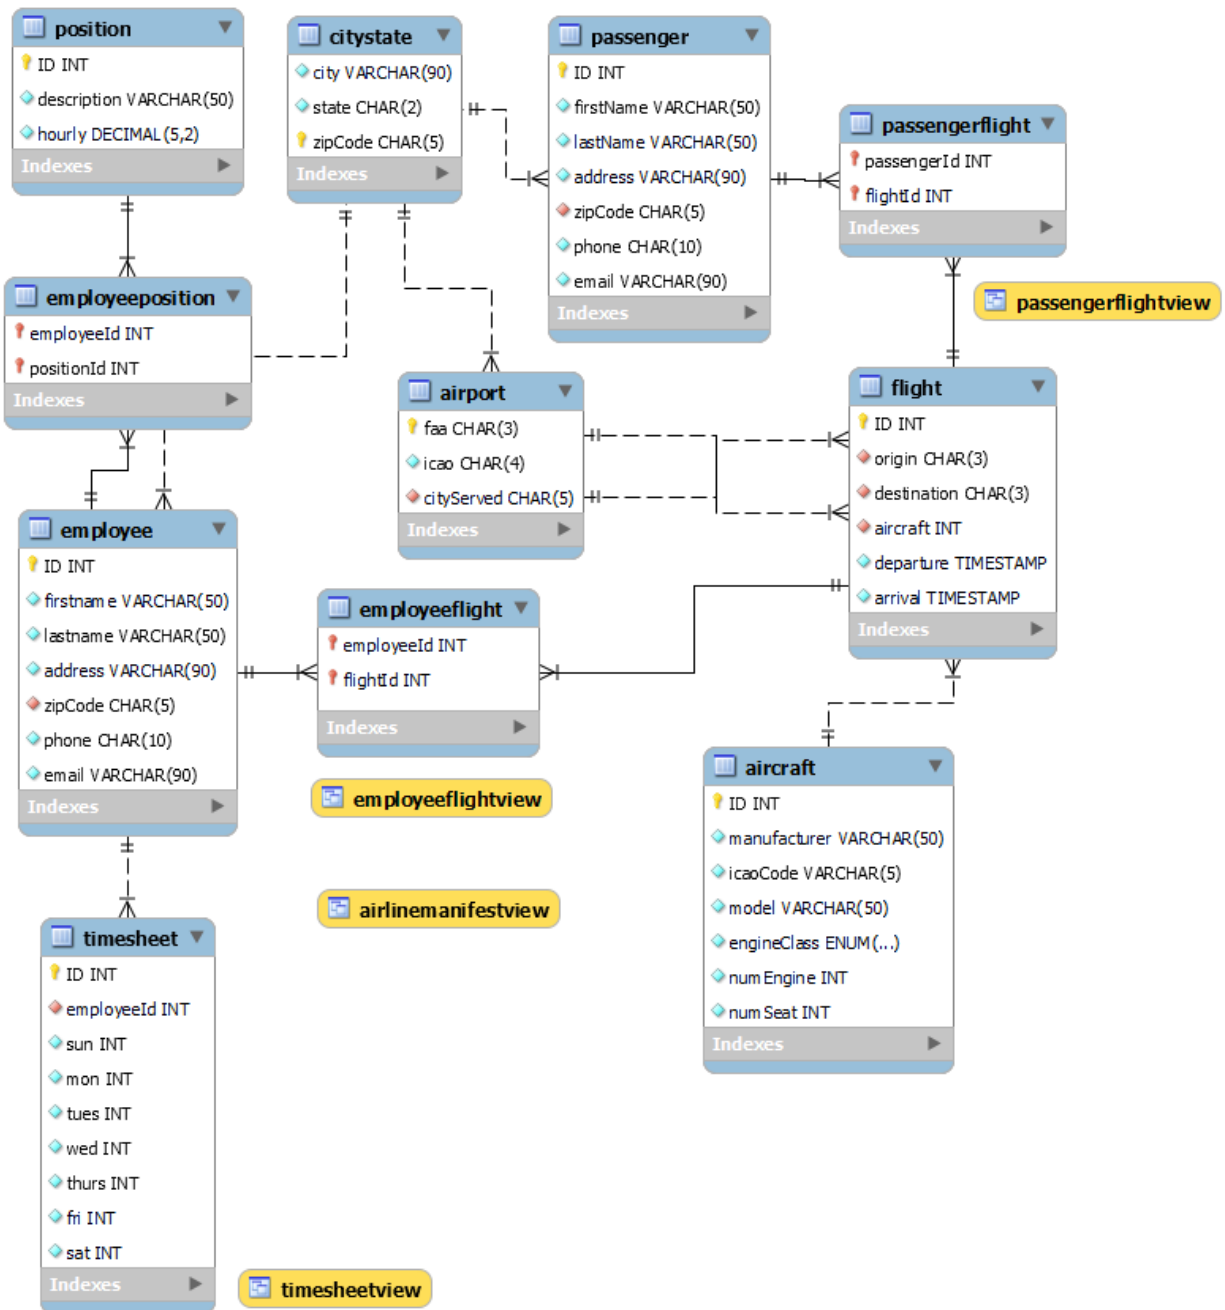 position
ID INT
description VARCHAR(50)
hourly DECIMAL(5,2)
Indexes
citystate
city VARCHAR(90)
state CHAR(2)
zipCode CHAR(5)
Indexes
passenger
ID INT
firstName VARCHAR(50)
lastName VARCHAR(50)
address VARCHAR(90)
zipCode CHAR(5)
phone CHAR(10)
email VARCHAR(90)
Indexes
passengerflight
passengerId INT
flightId INT
Indexes
passengerflightview
employeeposition
employeeId INT
positionId INT
Indexes
airport
faa CHAR(3)
icao CHAR(4)
cityServed CHAR(5)
Indexes
flight
ID INT
origin CHAR(3)
destination CHAR(3)
aircraft INT
departure TIMESTAMP
arrival TIMESTAMP
Indexes
employee
ID INT
firstname VARCHAR(50)
lastname VARCHAR(50)
address VARCHAR(90)
zipCode CHAR(5)
phone CHAR(10)
email VARCHAR(90)
Indexes
employeeflight
employeeId INT
flightId INT
Indexes
employeeflightview
airlinemanifestview
aircraft
ID INT
manufacturer VARCHAR(50)
icaoCode VARCHAR(5)
model VARCHAR(50)
engineClass ENUM(...)
numEngine INT
numSeat INT
Indexes
timesheet
ID INT
employeeId INT
sun INT
mon INT
tues INT
wed INT
thurs INT
fri INT
sat INT
Indexes
timesheetview